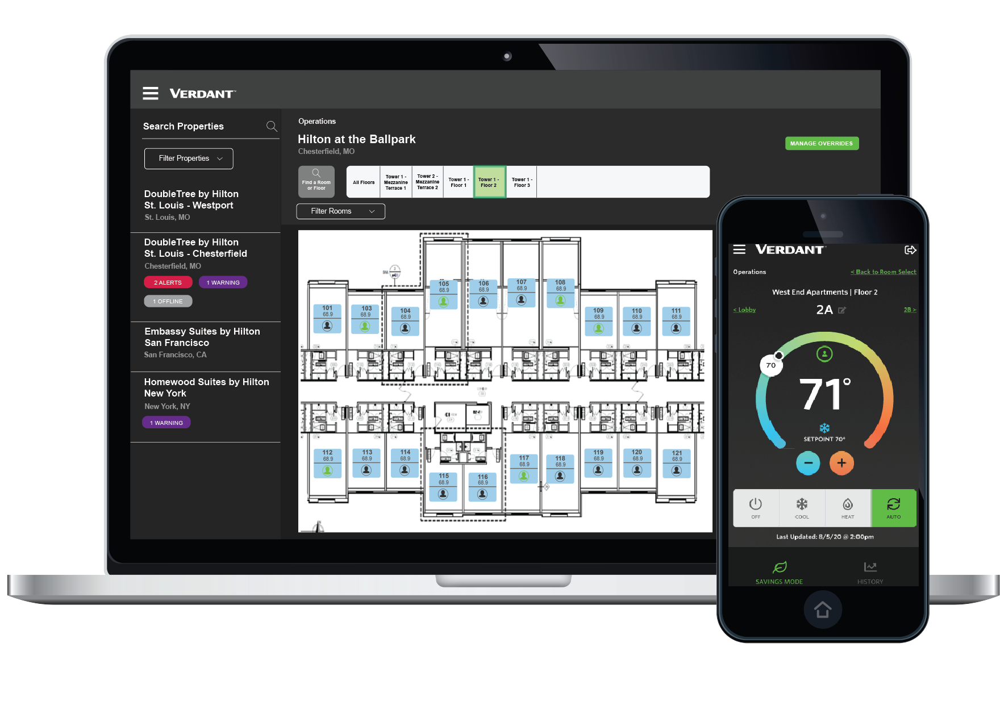 VERDANT™
Search Properties
Filter Properties
DoubleTree by Hilton
St. Louis - Westport
St. Louis, MO
DoubleTree by Hilton
St. Louis - Chesterfield
Chesterfield, MO
2 ALERTS
1 WARNING
1 OFFLINE
Embassy Suites by Hilton
San Francisco
San Francisco, CA
Homewood Suites by Hilton
New York
New York, NY
1 WARNING
Operations
Hilton at the Ballpark
Chesterfield, MO
MANAGE OVERRIDES
Find a Room
or Floor
All Floors
Tower 1 -
Mezzanine
Terrace 1
Tower 2 -
Mezzanine
Terrace 2
Tower 1 -
Floor 1
Tower 1 -
Floor 2
Tower 1 -
Floor 3
Filter Rooms
101
68.9
103
68.9
104
68.9
105
68.9
106
68.9
107
68.9
108
68.9
109
68.9
110
68.9
111
68.9
112
68.9
113
68.9
114
68.9
115
68.9
116
68.9
117
68.9
118
68.9
119
68.9
120
68.9
121
68.9
VERDANT™
Operations
< Back to Room Select
West End Apartments | Floor 2
< Lobby
2A
2B >
70
71°
SETPOINT 70°
OFF
COOL
HEAT
AUTO
Last Updated: 8/5/20 @ 2:00pm
SAVINGS MODE
HISTORY